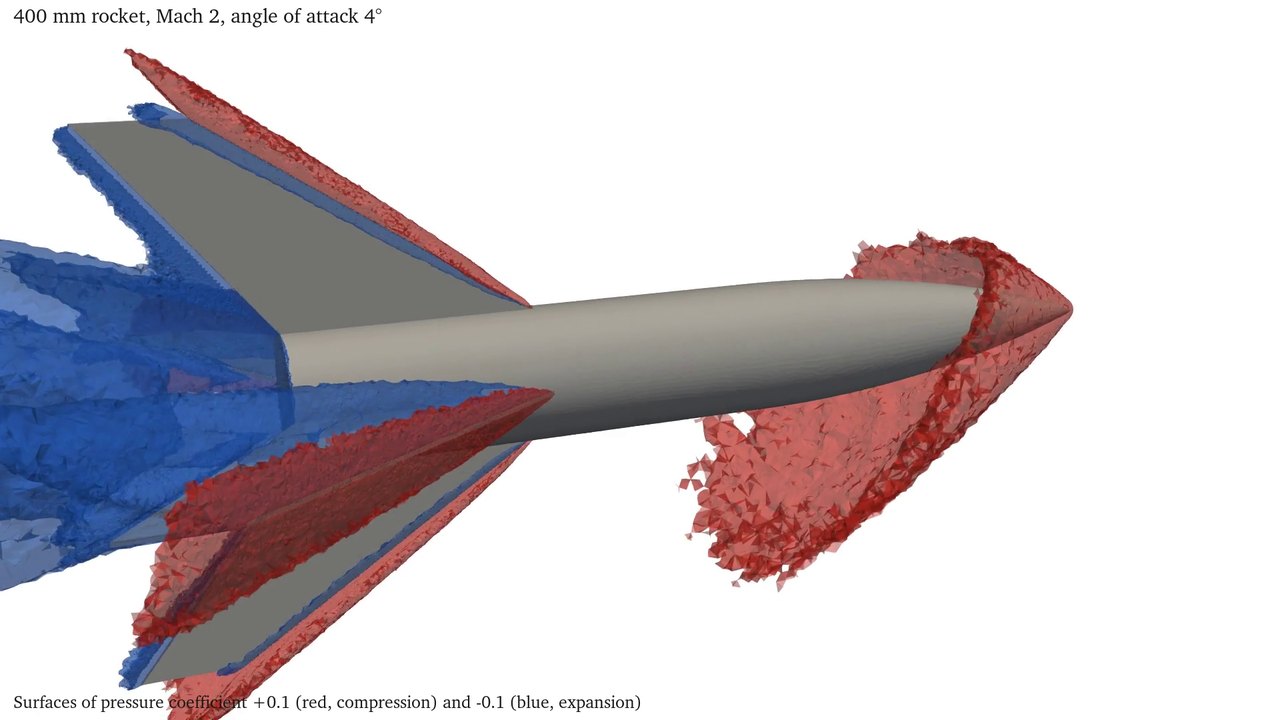 400 mm rocket, Mach 2, angle of attack 4°
Surfaces of pressure coefficient +0.1 (red, compression) and -0.1 (blue, expansion)